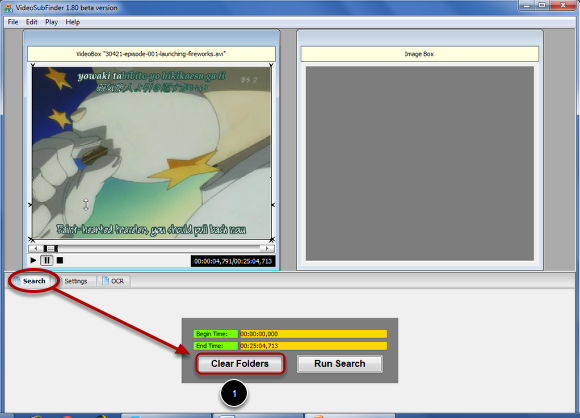 VideoSubFinder 1.80 beta version
File Edit Play Help
VideoBox "30421-episode-001-launching-fireworks.avi"
Image Box
yowaki tabibito yo hikikaesu ga ii
Faint-hearted traveler, you should pull back now
00:00:04,791/00:25:04,713
Search Settings OCR
Begin Time: 00:00:00,000
End Time: 00:25:04,713
Clear Folders Run Search
1